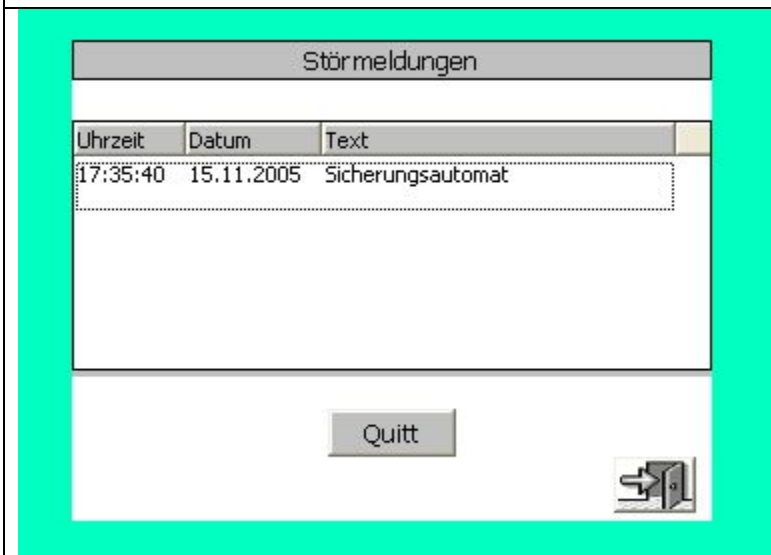 Störmeldungen
Uhrzeit Datum Text
17:35:40 15.11.2005 Sicherungsautomat
Quitt